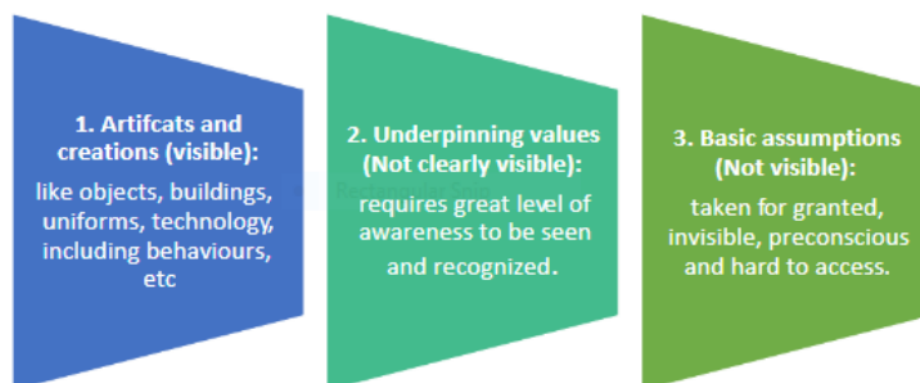 1. Artifcats and
creations (visible):
like objects, buildings,
uniforms, technology,
including behaviours,
etc
2. Underpinning values
(Not clearly visible):
Rectangular Snip
requires great level of
awareness to be seen
and recognized.
3. Basic assumptions
(Not visible):
taken for granted,
invisible, preconscious
and hard to access.